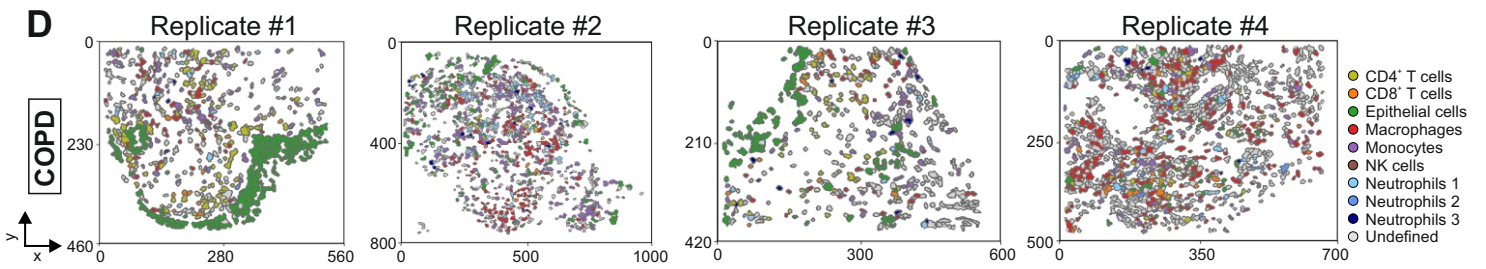 D
Replicate #1
Replicate #2
Replicate #3
Replicate #4
COPD
y
x
0
230
460
0
280
560
0
400
800
0
500
1000
0
210
420
0
300
600
0
250
500
0
350
700
CD4⁺ T cells
CD8⁺ T cells
Epithelial cells
Macrophages
Monocytes
NK cells
Neutrophils 1
Neutrophils 2
Neutrophils 3
Undefined